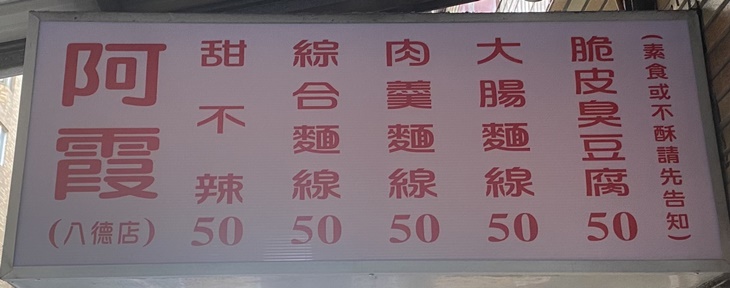 阿霞
(八德店)
甜不辣
50
綜合麵線
50
肉羹麵線
50
大腸麵線
50
脆皮臭豆腐
50
(素食或不酥請先告知)